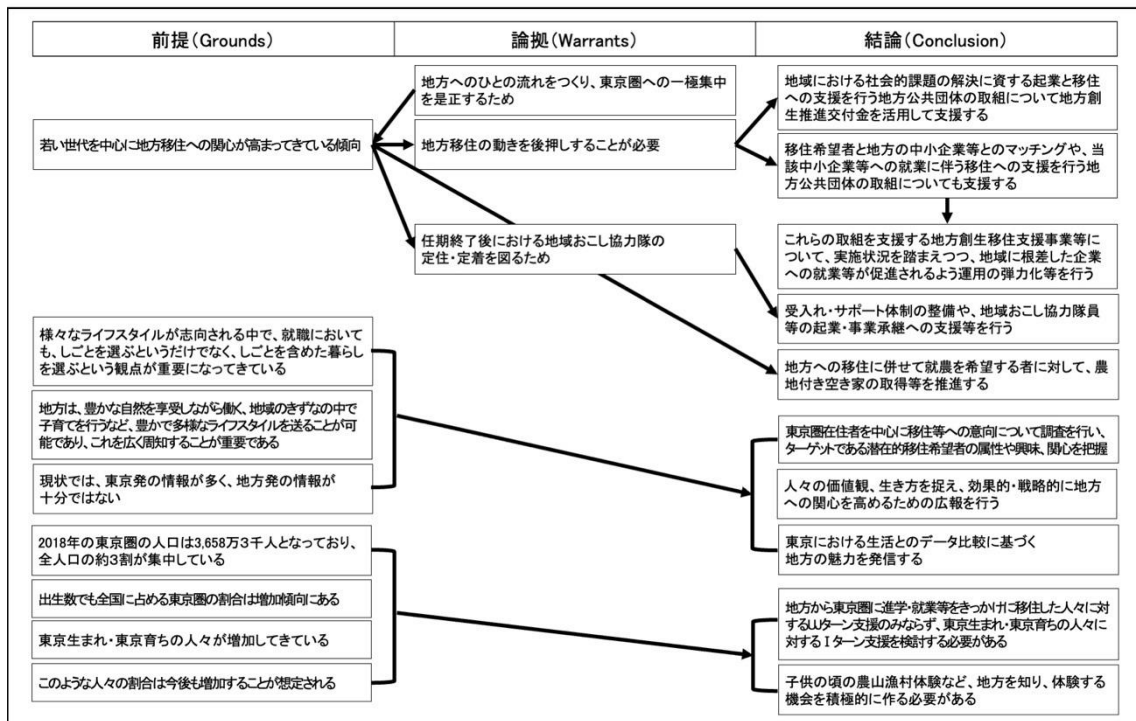 前提(Grounds)
論拠(Warrants)
結論(Conclusion)
若い世代を中心に地方移住への関心が高まってきている傾向
地方へのひとの流れをつくり、東京圏への一極集中
を是正するため
地方移住の動きを後押しすることが必要
任期終了後における地域おこし協力隊の
定住・定着を図るため
地域における社会的課題の解決に資する起業と移住
への支援を行う地方公共団体の取組について地方創
生推進交付金を活用して支援する
移住希望者と地方の中小企業等とのマッチングや、当
該中小企業等への就業に伴う移住への支援を行う地
方公共団体の取組についても支援する
これらの取組を支援する地方創生移住支援事業等に
ついて、実施状況を踏まえつつ、地域に根差した企業
への就業等が促進されるよう運用の弾力化等を行う
受入れ・サポート体制の整備や、地域おこし協力隊員
等の起業・事業承継への支援等を行う
地方への移住に併せて就農を希望する者に対して、農
地付き空き家の取得等を推進する
様々なライフスタイルが志向される中で、就職において
も、しごとを選ぶというだけでなく、しごとを含めた暮らし
を選ぶという観点が重要になってきている
地方は、豊かな自然を享受しながら働く、地域のきずなの中で
子育てを行うなど、豊かで多様なライフスタイルを送ることが可
能であり、これを広く周知することが重要である
現状では、東京発の情報が多く、地方発の情報が
十分ではない
東京圏在住者を中心に移住等への意向について調査を行い、
ターゲットである潜在的移住希望者の属性や興味、関心を把握
人々の価値観、生き方を捉え、効果的・戦略的に地方
への関心を高めるための広報を行う
東京における生活とのデータ比較に基づく
地方の魅力を発信する
2018年の東京圏の人口は3,658万3千人となっており、
全人口の約3割が集中している
出生数でも全国に占める東京圏の割合は増加傾向にある
東京生まれ・東京育ちの人々が増加してきている
このような人々の割合は今後も増加することが想定される
地方から東京圏に進学・就業等をきっかけに移住した人々に対
するUJターン支援のみならず、東京生まれ・東京育ちの人々に
対するIターン支援を検討する必要がある
子供の頃の農山漁村体験など、地方を知り、体験する
機会を積極的に作る必要がある